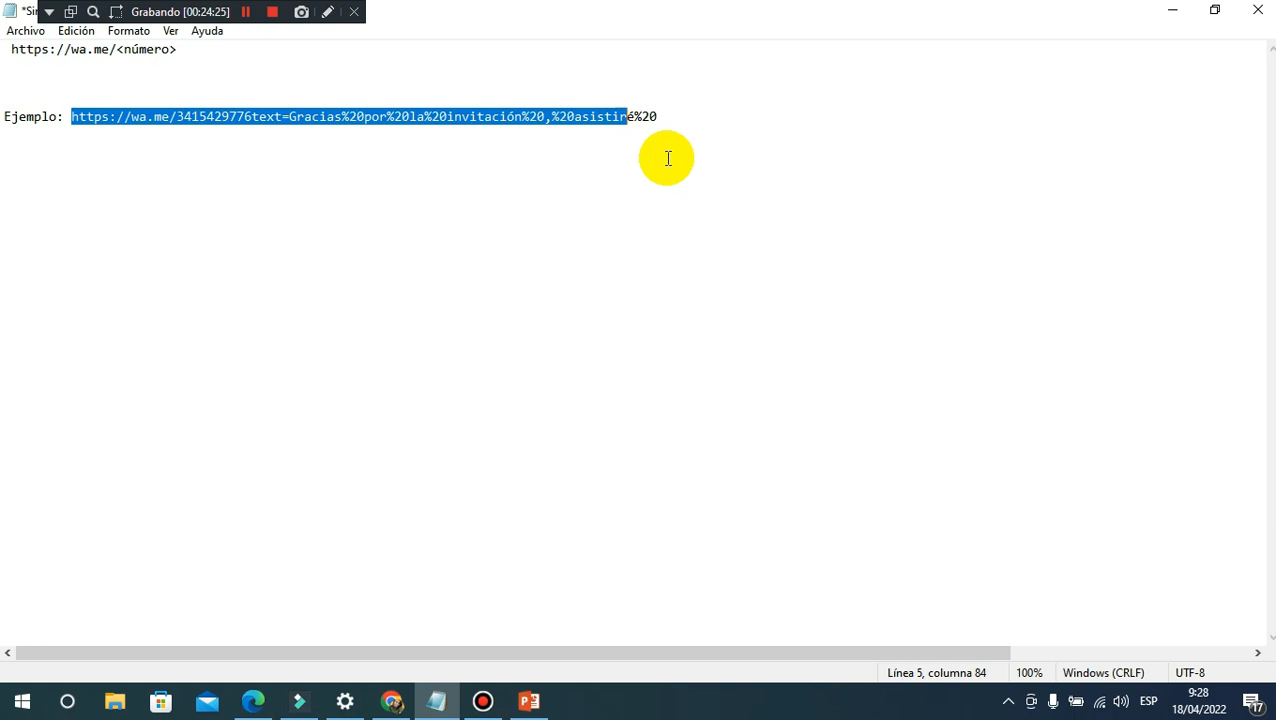 *Sir
Grabando [00:24:25]
Archivo Edición Formato Ver Ayuda
https://wa.me/<número>
Ejemplo: https://wa.me/3415429776text=Gracias%20por%20la%20invitación%20,%20asistiré%20
Línea 5, columna 84 100% Windows (CRLF) UTF-8
ESP
9:28
18/04/2022
17